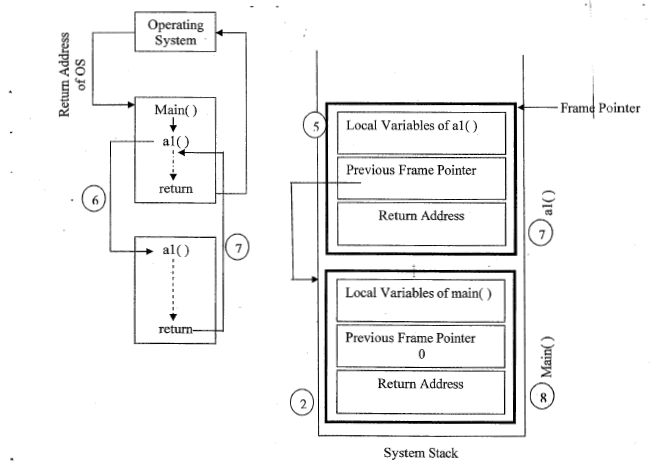 Operating
System
Return Address
of OS
Main( )
a1( )
return
6
a1( )
7
return
Frame Pointer
5
Local Variables of a1( )
Previous Frame Pointer
Return Address
a1()
7
Local Variables of main( )
Previous Frame Pointer
0
Return Address
Main()
2
8
System Stack